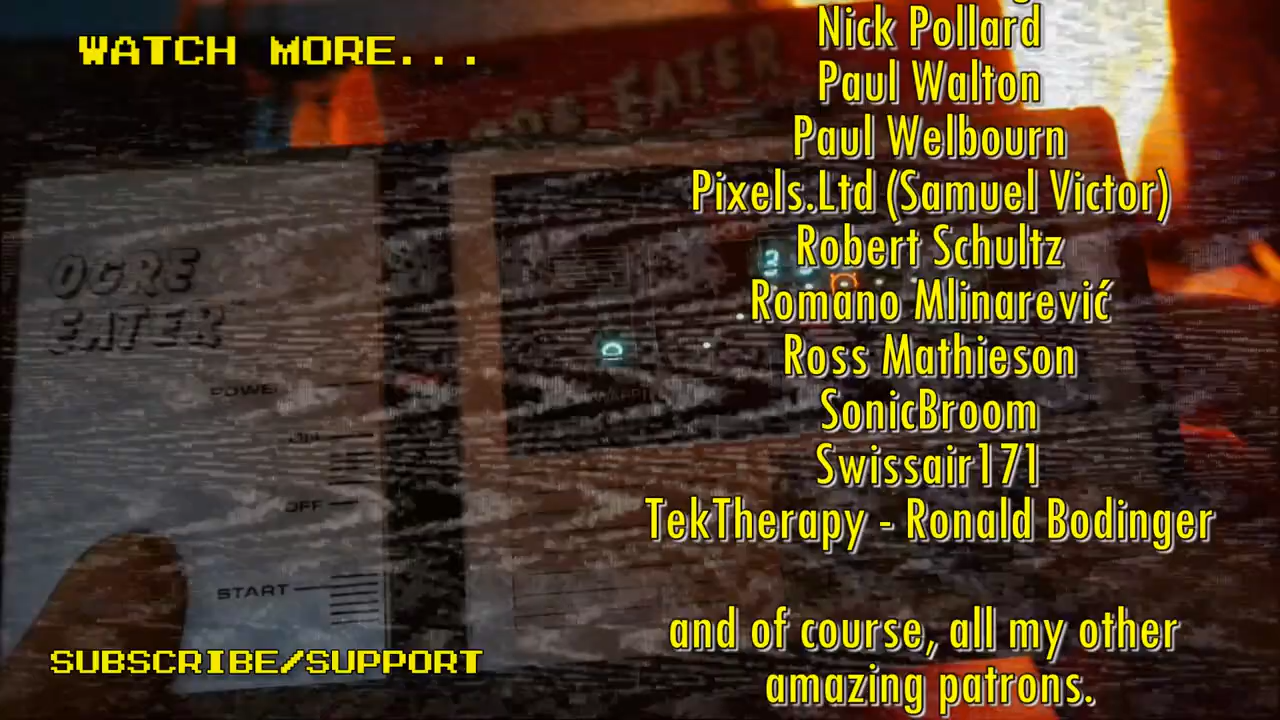 WATCH MORE...
Nick Pollard
Paul Walton
Paul Welbourn
Pixels.Ltd (Samuel Victor)
Robert Schultz
Romano Mlinarević
Ross Mathieson
SonicBroom
Swissair171
TekTherapy - Ronald Bodinger
and of course, all my other
amazing patrons.
EATER
OGRE
EATER
POWER
OFF
START
SUBSCRIBE/SUPPORT